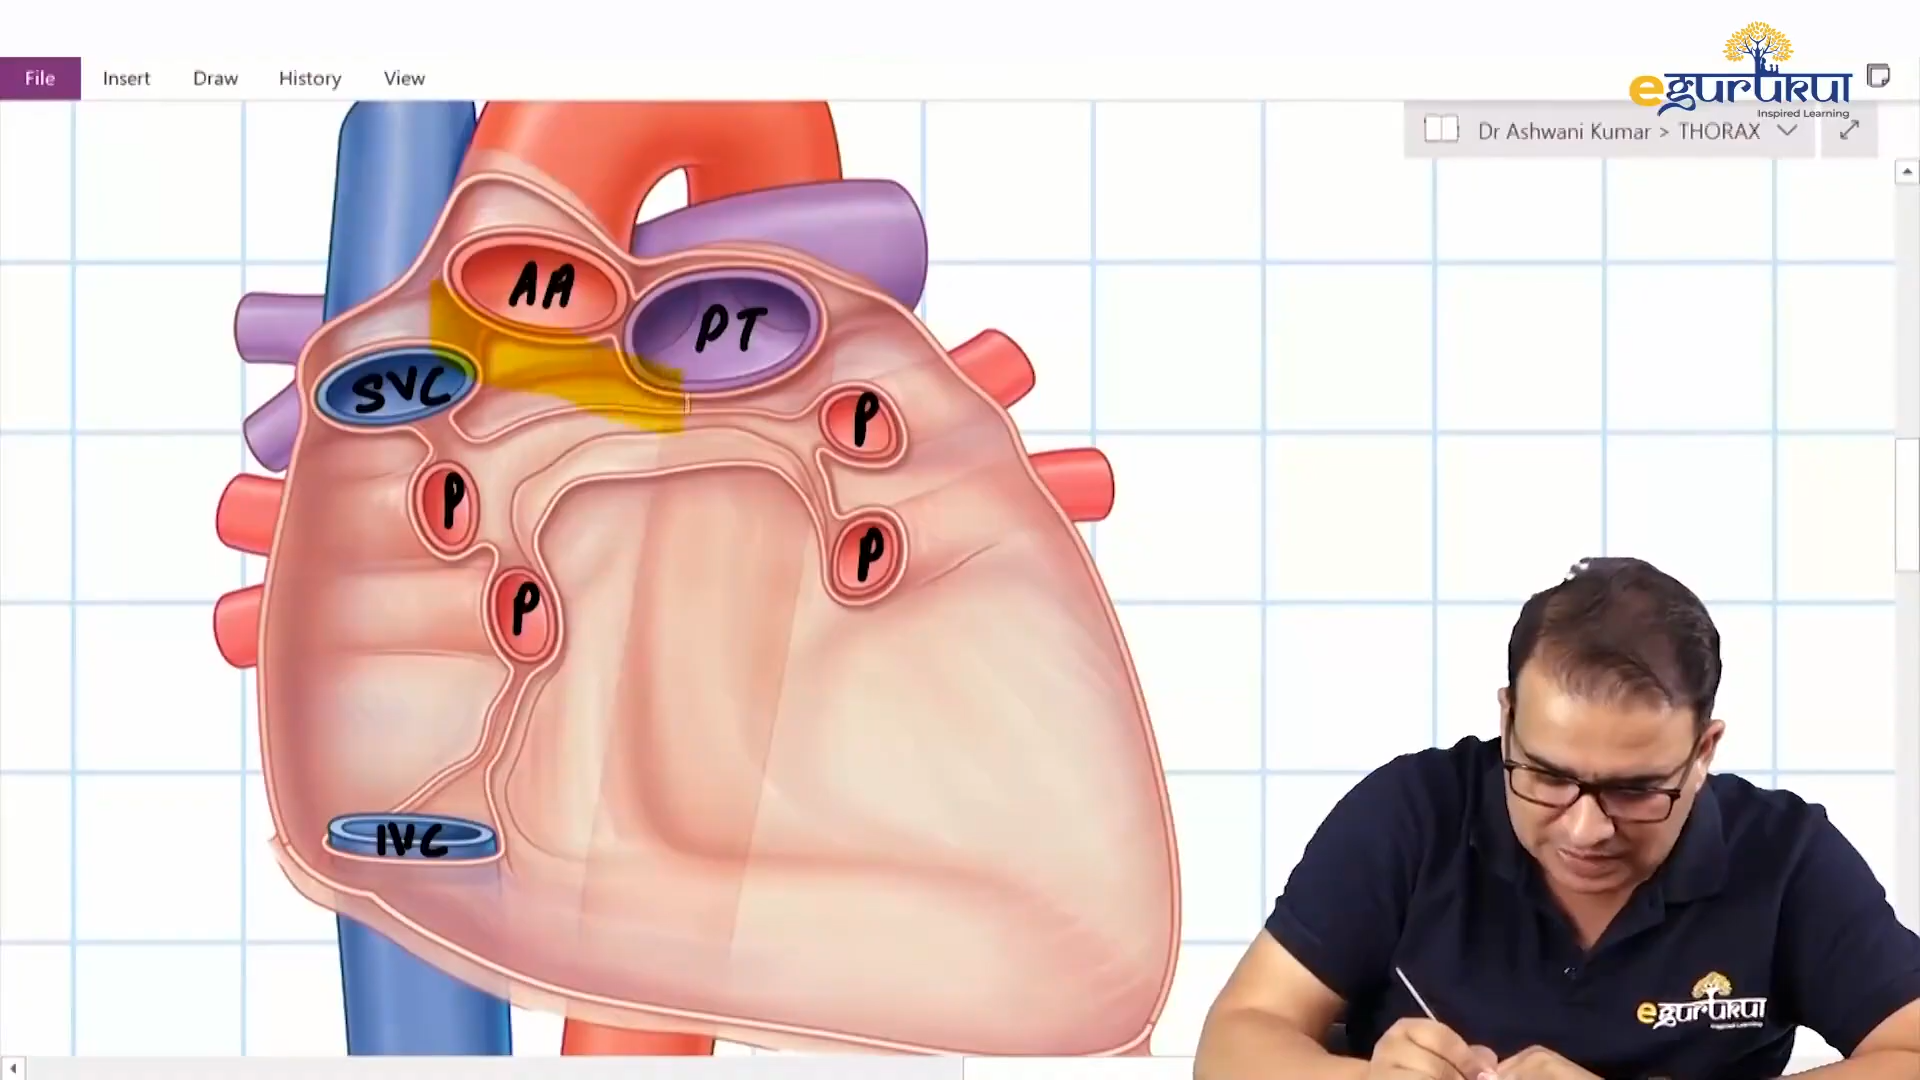 File Insert Draw History View
egurukul
Inspired Learning
Dr Ashwani Kumar > THORAX
AA
PT
SVC
P
P
P
P
IVC
egurukul